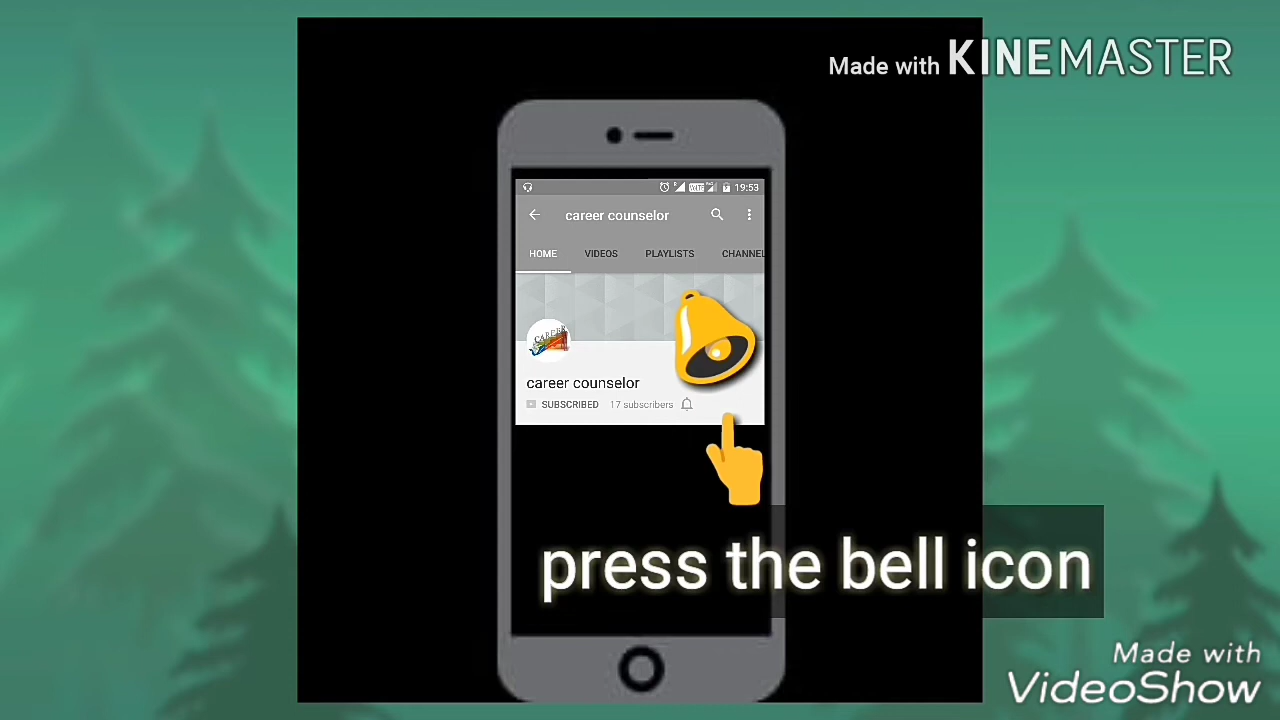 Made with KINEMASTER
19:53
career counselor
HOME VIDEOS PLAYLISTS CHANNEL
CAREER
career counselor
SUBSCRIBED 17 subscribers
press the bell icon
Made with
VideoShow